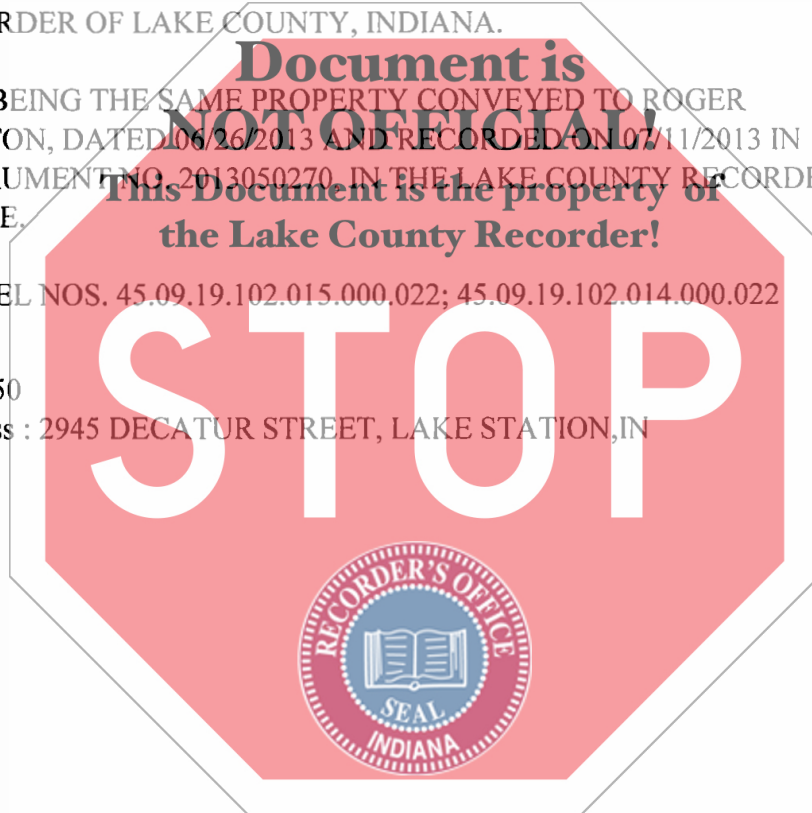 RDER OF LAKE COUNTY, INDIANA.
Document is
BEING THE SAME PROPERTY CONVEYED TO ROGER
NOT OFFICIAL!
ON, DATED 06/26/2013 AND RECORDED ON 07/11/2013 IN
UMENT NO. 2013050270, IN THE LAKE COUNTY RECORDE
This Document is the property of
E.
the Lake County Recorder!
EL NOS. 45.09.19.102.015.000.022; 45.09.19.102.014.000.022
STOP
50
s : 2945 DECATUR STREET, LAKE STATION,IN
RECORDER'S OFFICE
SEAL
INDIANA